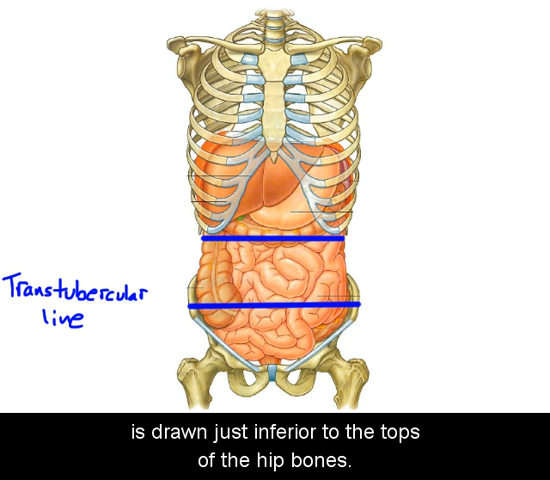 Transtubercular
line
is drawn just inferior to the tops
of the hip bones.